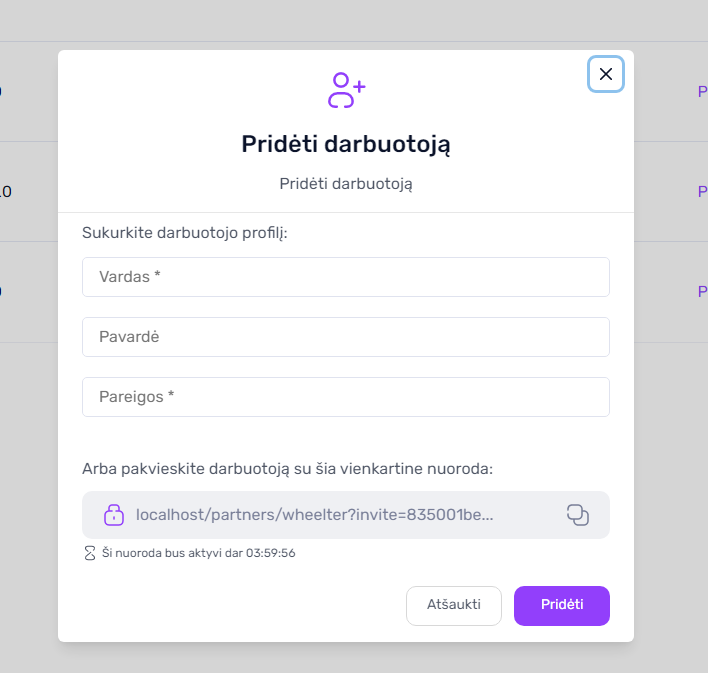 Pridėti darbuotoją
Pridėti darbuotoją
Sukurkite darbuotojo profilį:
Vardas *
Pavardė
Pareigos *
Arba pakvieskite darbuotoją su šia vienkartine nuoroda:
localhost/partners/wheelter?invite=835001be...
Ši nuoroda bus aktyvi dar 03:59:56
Atšaukti
Pridėti